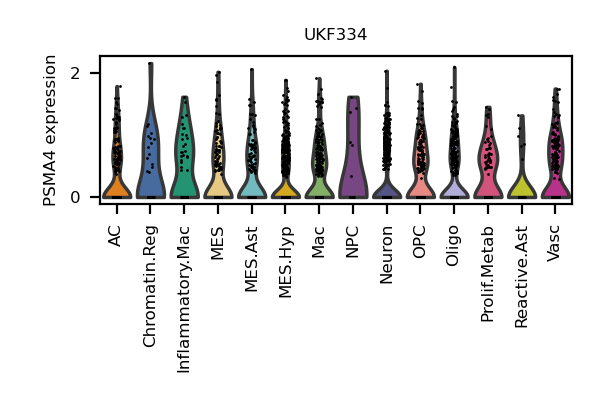 UKF334
PSMA4 expression
2
0
AC
Chromatin.Reg
Inflammatory.Mac
MES
MES.Ast
MES.Hyp
Mac
NPC
Neuron
OPC
Oligo
Prolif.Metab
Reactive.Ast
Vasc